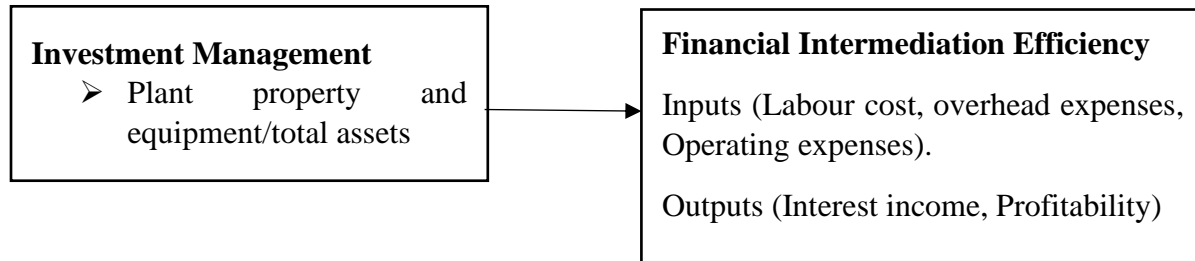 Investment Management
➢ Plant property and
equipment/total assets
Financial Intermediation Efficiency
Inputs (Labour cost, overhead expenses,
Operating expenses).
Outputs (Interest income, Profitability)